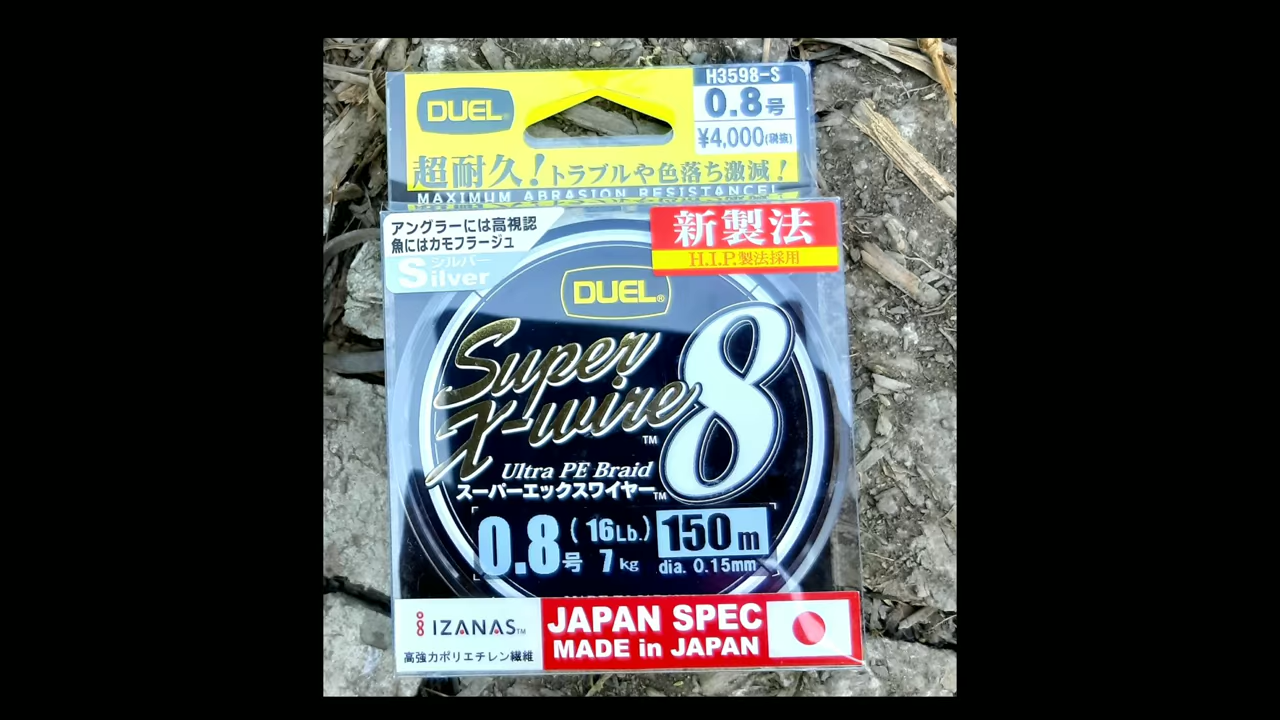 H3598-S
DUEL
0.8号
¥4,000(税抜)
超耐久！トラブルや色落ち激減！
MAXIMUM ABRASION RESISTANCE!
アングラーには高視認
魚にはカモフラージュ
シルバー
Silver
新製法
H.I.P.製法採用
DUEL®
Super
X-wire 8
TM
Ultra PE Braid
スーパーエックスワイヤー TM
0.8号 (16Lb.) 7kg
150m
dia. 0.15mm
IZANAS TM
高強力ポリエチレン繊維
JAPAN SPEC
MADE in JAPAN